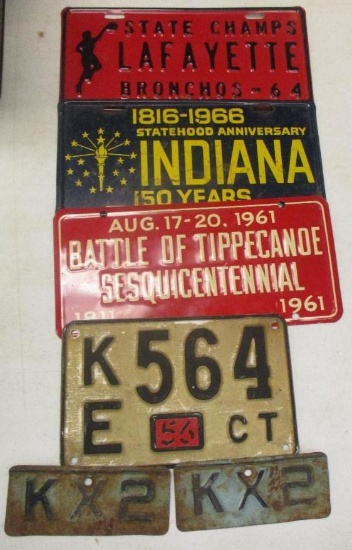 STATE CHAMPS
LAFAYETTE
BRONCHOS - 64
1816-1966
STATEHOOD ANNIVERSARY
INDIANA
150 YEARS
AUG. 17-20, 1961
BATTLE OF TIPPECANOE
SESQUICENTENNIAL
1811 1961
KE 564
56 CT
KX2 KX2